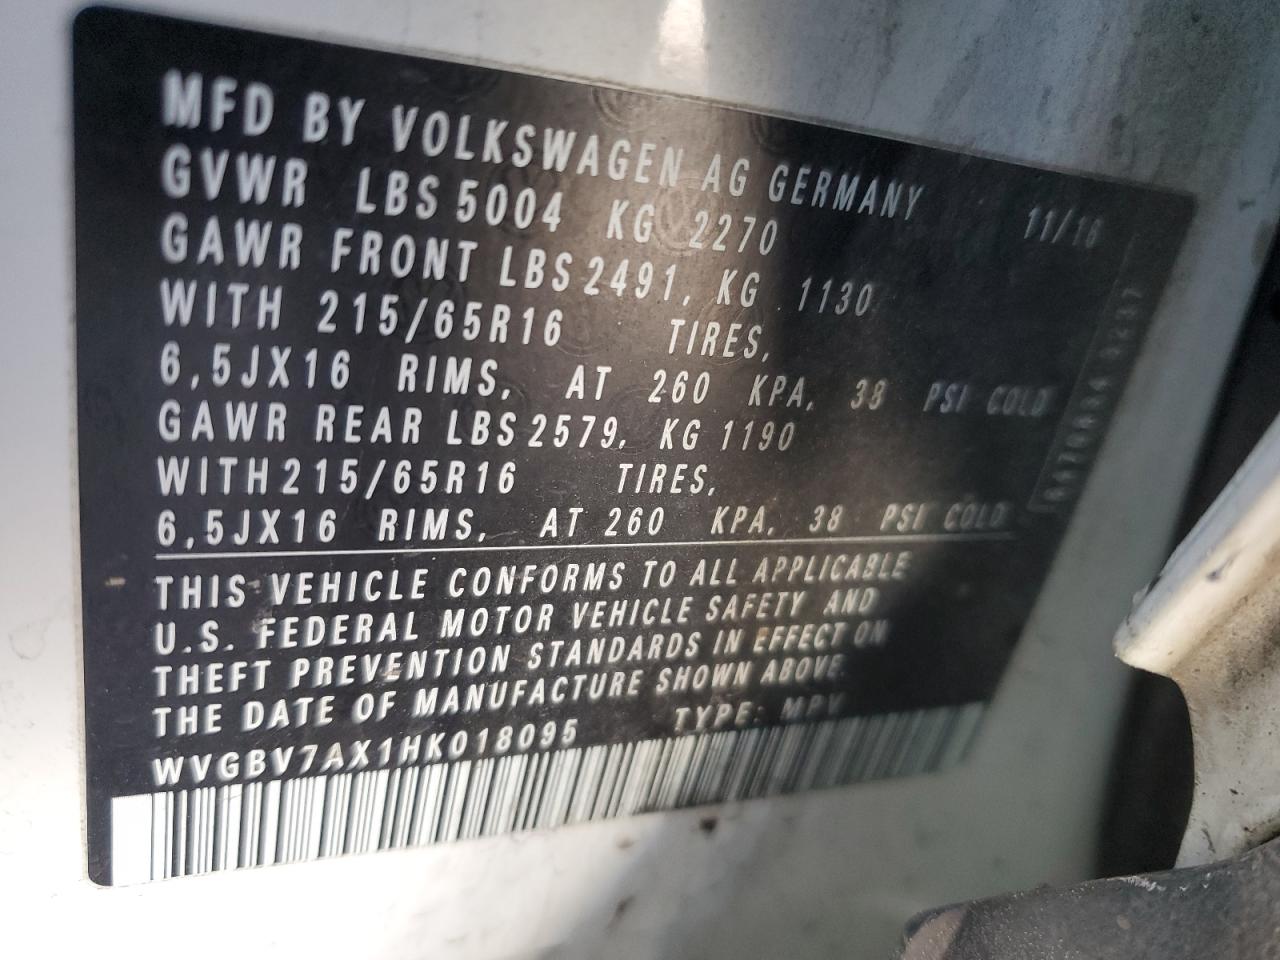 MFD BY VOLKSWAGEN AG GERMANY 11/16
GVWR LBS 5004 KG 2270
GAWR FRONT LBS 2491, KG 1130
WITH 215/65R16 TIRES,
6,5JX16 RIMS, AT 260 KPA, 38 PSI COLD
GAWR REAR LBS 2579, KG 1190
WITH 215/65R16 TIRES,
6,5JX16 RIMS, AT 260 KPA, 38 PSI COLD
THIS VEHICLE CONFORMS TO ALL APPLICABLE
U.S. FEDERAL MOTOR VEHICLE SAFETY AND
THEFT PREVENTION STANDARDS IN EFFECT ON
THE DATE OF MANUFACTURE SHOWN ABOVE.
WVGBV7AX1HK018095 TYPE: MPV